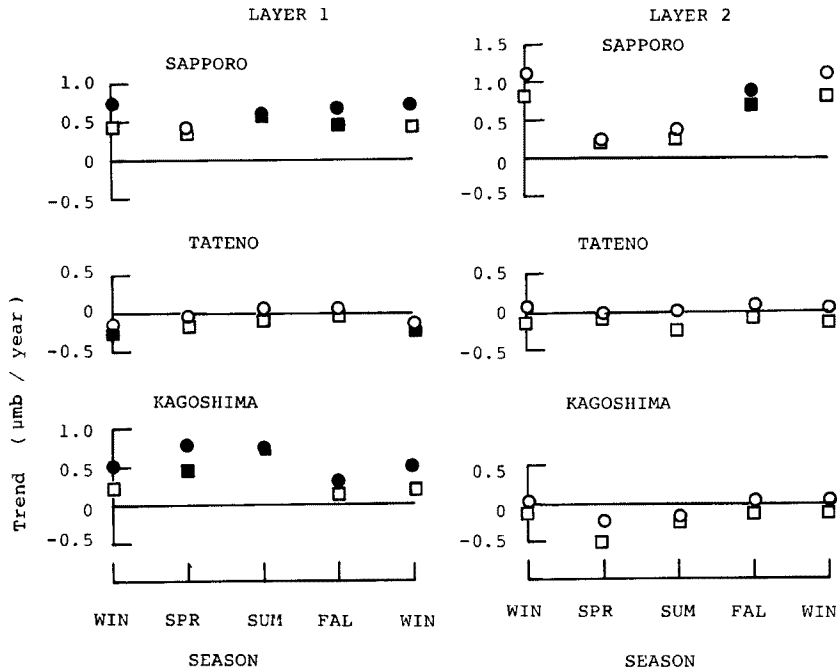 LAYER 1
LAYER 2
SAPPORO
1.0
0.5
0
-0.5
SAPPORO
1.5
1.0
0.5
0
-0.5
TATENO
0.5
0
-0.5
TATENO
0.5
0
-0.5
KAGOSHIMA
1.0
0.5
0
-0.5
KAGOSHIMA
0.5
0
-0.5
Trend (μmb / year)
WIN SPR SUM FAL WIN
SEASON
WIN SPR SUM FAL WIN
SEASON